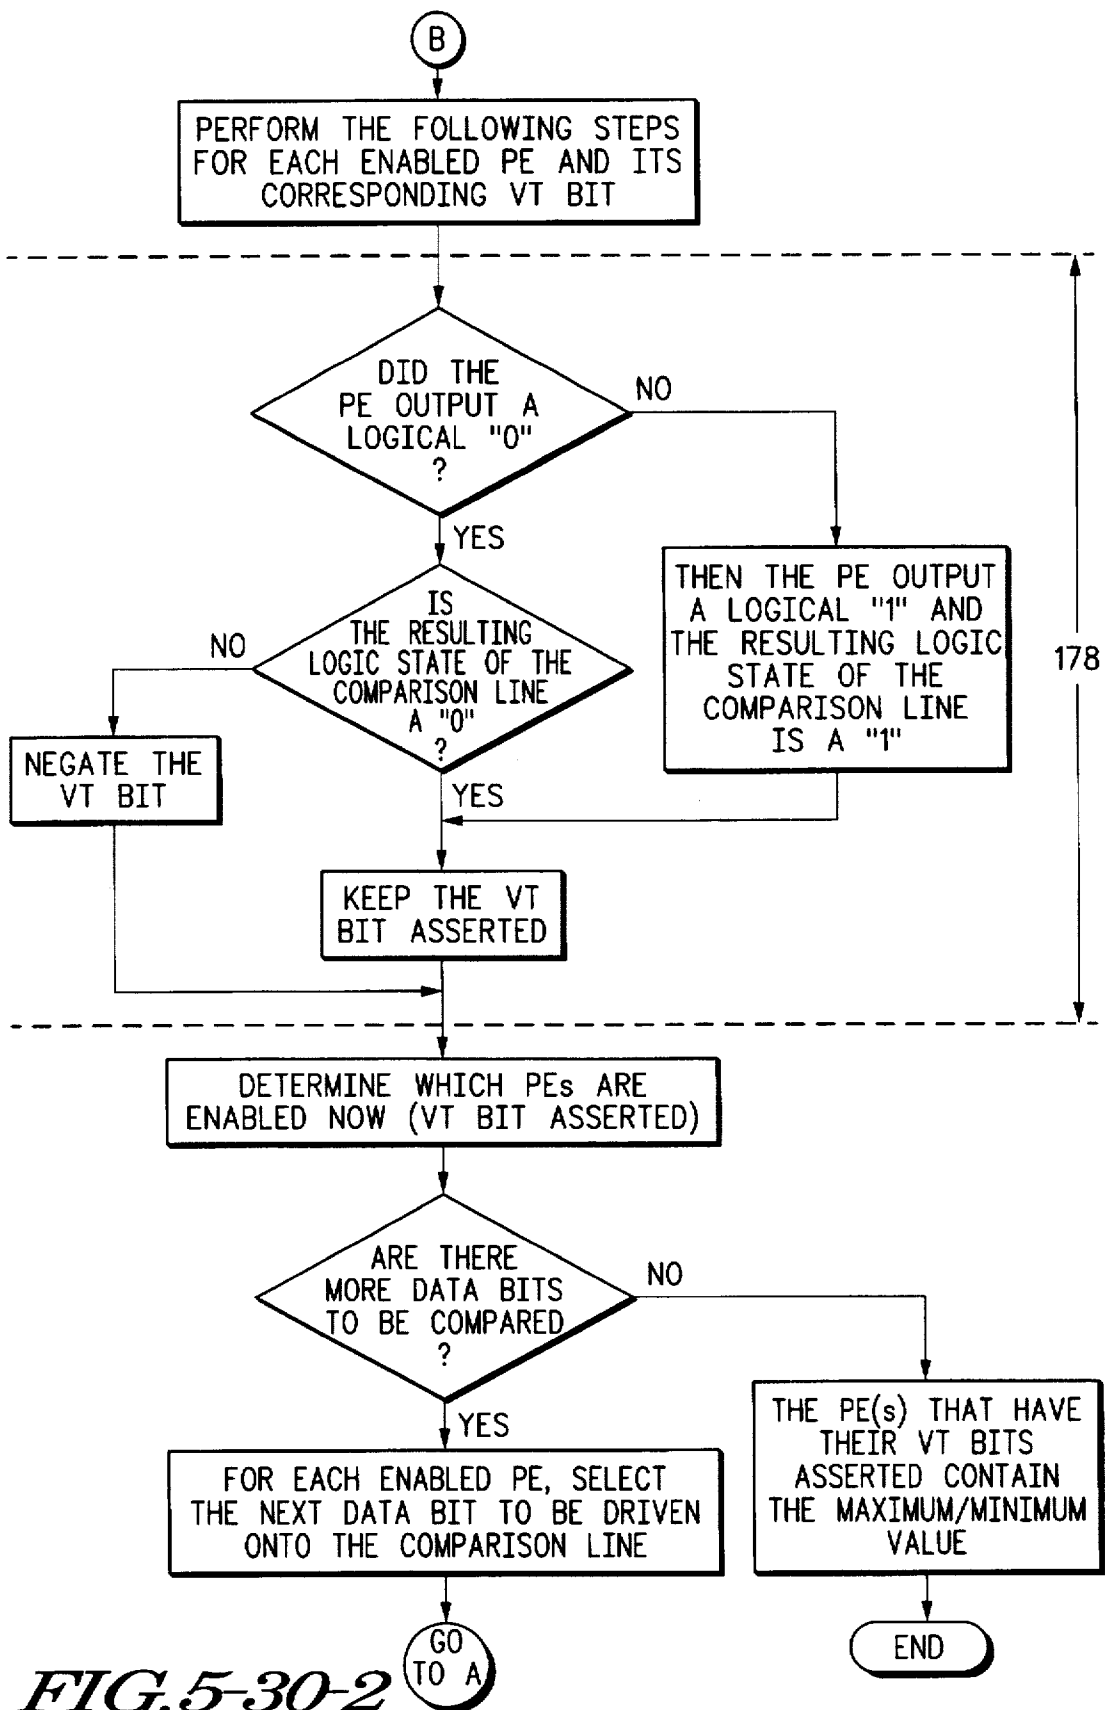 B
PERFORM THE FOLLOWING STEPS
FOR EACH ENABLED PE AND ITS
CORRESPONDING VT BIT
DID THE
PE OUTPUT A
LOGICAL "0"
?
NO
YES
THEN THE PE OUTPUT
A LOGICAL "1" AND
THE RESULTING LOGIC
STATE OF THE
COMPARISON LINE
IS A "1"
178
IS
THE RESULTING
LOGIC STATE OF THE
COMPARISON LINE
A "0"
?
NO
YES
NEGATE THE
VT BIT
KEEP THE VT
BIT ASSERTED
DETERMINE WHICH PEs ARE
ENABLED NOW (VT BIT ASSERTED)
ARE THERE
MORE DATA BITS
TO BE COMPARED
?
NO
YES
THE PE(s) THAT HAVE
THEIR VT BITS
ASSERTED CONTAIN
THE MAXIMUM/MINIMUM
VALUE
FOR EACH ENABLED PE, SELECT
THE NEXT DATA BIT TO BE DRIVEN
ONTO THE COMPARISON LINE
GO
TO A
END
FIG.5-30-2